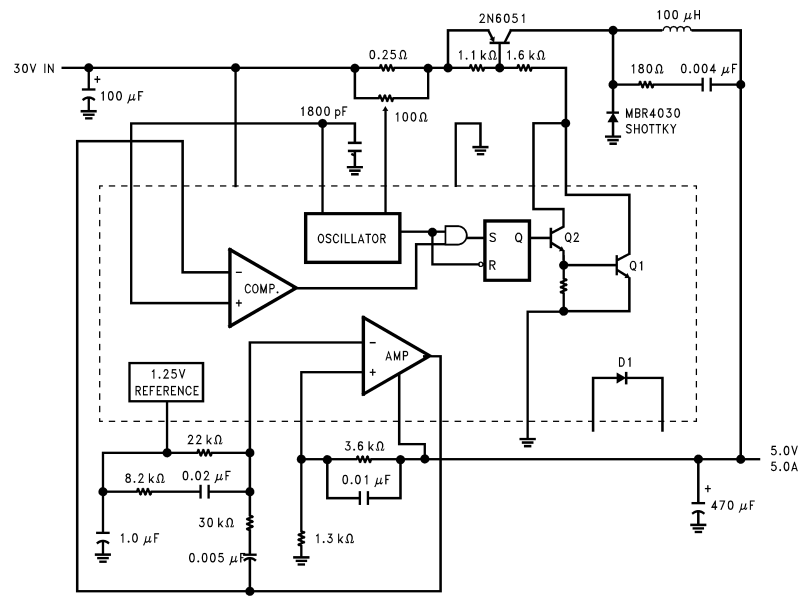 2N6051
100 µH
30V IN
0.25Ω
1.1 kΩ
1.6 kΩ
180Ω
0.004 µF
+
100 µF
100Ω
1800 pF
MBR4030
SHOTTKY
OSCILLATOR
S
Q
R
Q2
Q1
−
COMP.
+
−
AMP
+
1.25V
REFERENCE
D1
22 kΩ
3.6 kΩ
5.0V
5.0A
8.2 kΩ
0.02 µF
0.01 µF
+
470 µF
30 kΩ
1.0 µF
1.3 kΩ
0.005 µF